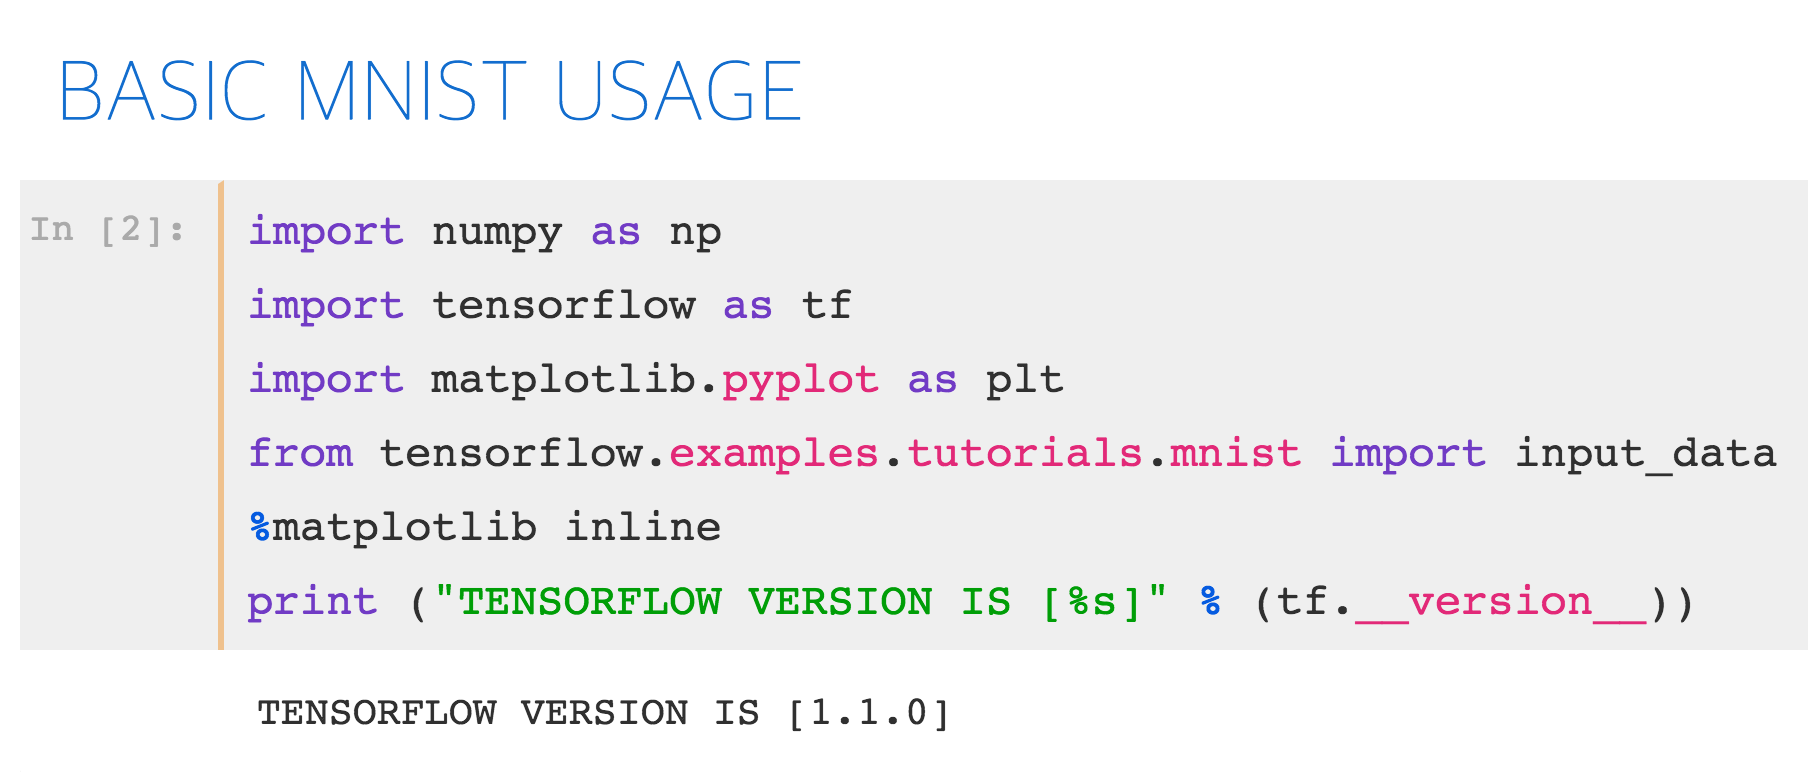 BASIC MNIST USAGE
In [2]:
import numpy as np
import tensorflow as tf
import matplotlib.pyplot as plt
from tensorflow.examples.tutorials.mnist import input_data
%matplotlib inline
print ("TENSORFLOW VERSION IS [%s]" % (tf.__version__))
TENSORFLOW VERSION IS [1.1.0]